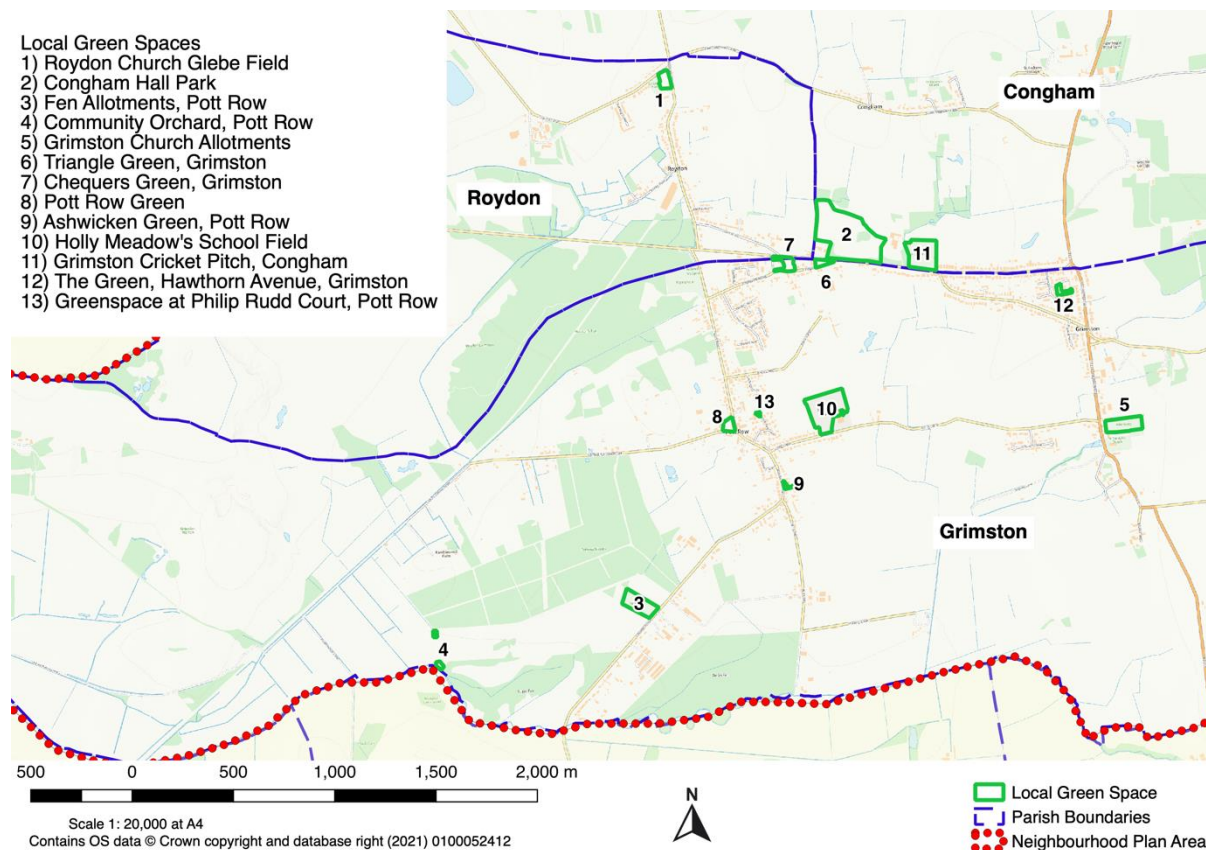 Local Green Spaces
1) Roydon Church Glebe Field
2) Congham Hall Park
3) Fen Allotments, Pott Row
4) Community Orchard, Pott Row
5) Grimston Church Allotments
6) Triangle Green, Grimston
7) Chequers Green, Grimston
8) Pott Row Green
9) Ashwicken Green, Pott Row
10) Holly Meadow's School Field
11) Grimston Cricket Pitch, Congham
12) The Green, Hawthorn Avenue, Grimston
13) Greenspace at Philip Rudd Court, Pott Row
Congham
1
Congham
Roydon
Roydon
2
7
11
6
12
Grimston
13
8
10
5
9
Grimston
3
4
500 0 500 1,000 1,500 2,000 m
N
Scale 1: 20,000 at A4
Contains OS data © Crown copyright and database right (2021) 0100052412
Local Green Space
Parish Boundaries
Neighbourhood Plan Area